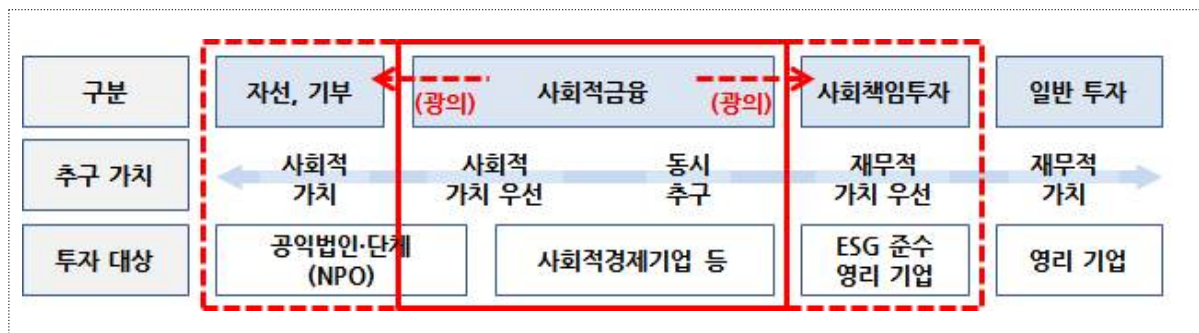 구분
자선, 기부
(광의)
사회적금융
(광의)
사회책임투자
일반 투자
추구 가치
사회적
가치
사회적
가치 우선
동시
추구
재무적
가치 우선
재무적
가치
투자 대상
공익법인·단체
(NPO)
사회적경제기업 등
ESG 준수
영리 기업
영리 기업